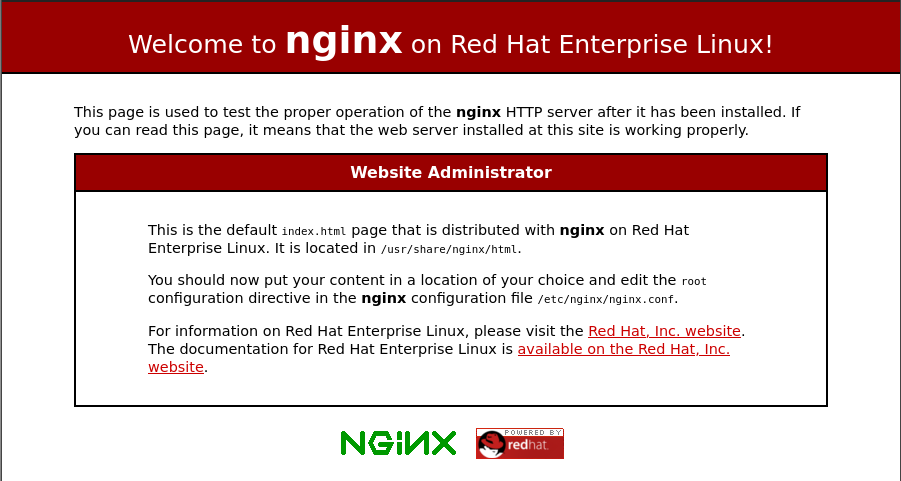 Welcome to nginx on Red Hat Enterprise Linux!
This page is used to test the proper operation of the nginx HTTP server after it has been installed. If
you can read this page, it means that the web server installed at this site is working properly.
Website Administrator
This is the default index.html page that is distributed with nginx on Red Hat
Enterprise Linux. It is located in /usr/share/nginx/html.
You should now put your content in a location of your choice and edit the root
configuration directive in the nginx configuration file /etc/nginx/nginx.conf.
For information on Red Hat Enterprise Linux, please visit the Red Hat, Inc. website.
The documentation for Red Hat Enterprise Linux is available on the Red Hat, Inc.
website.
NGiNX
POWERED BY
redhat.